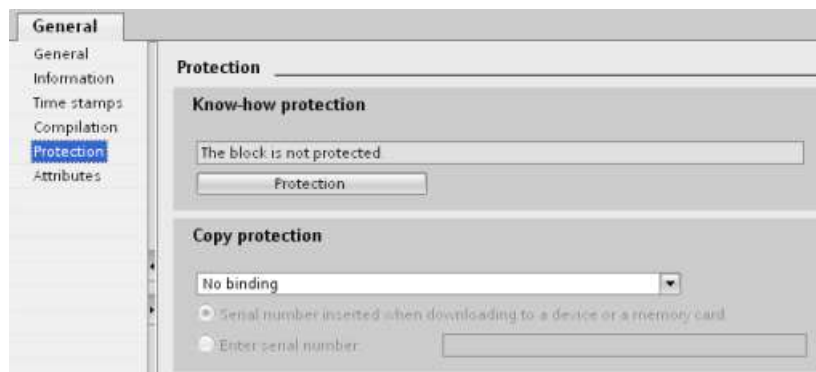 General
General
Information
Time stamps
Compilation
Protection
Attributes
Protection
Know-how protection
The block is not protected.
Protection
Copy protection
No binding
Serial number inserted when downloading to a device or a memory card
Enter serial number: